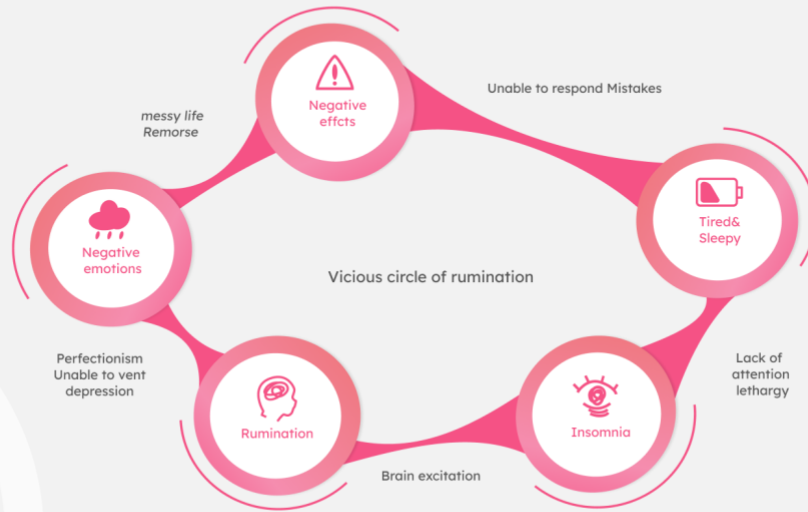 Negative
effcts
Unable to respond Mistakes
messy life
Remorse
Tired&
Sleepy
Negative
emotions
Vicious circle of rumination
Perfectionism
Unable to vent
depression
Lack of
attention
lethargy
Rumination
Insomnia
Brain excitation